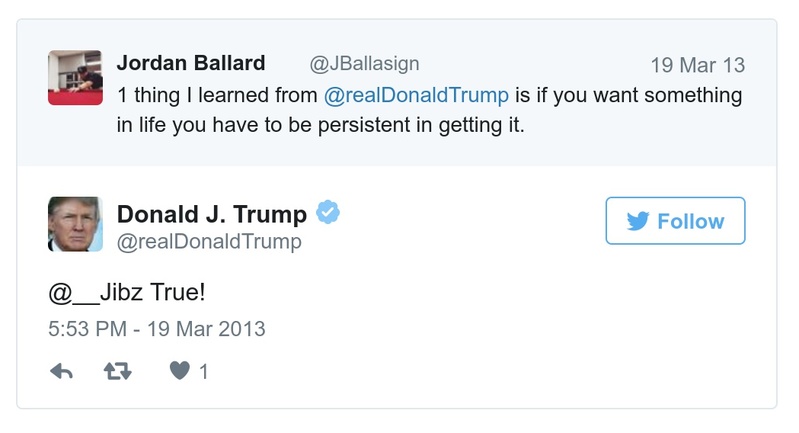 Jordan Ballard @JBallasign 19 Mar 13
1 thing I learned from @realDonaldTrump is if you want something
in life you have to be persistent in getting it.
Donald J. Trump
@realDonaldTrump
Follow
@__Jibz True!
5:53 PM - 19 Mar 2013
1